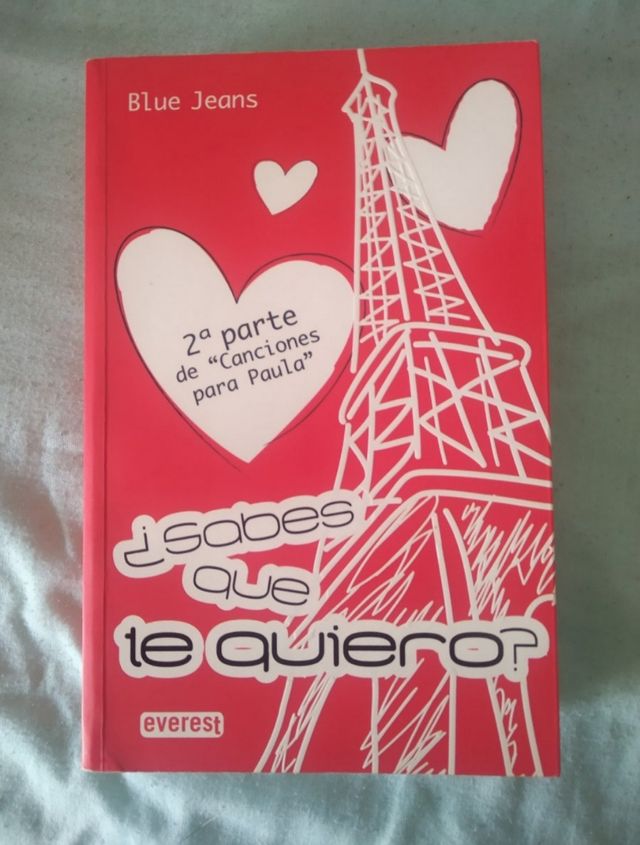 Blue Jeans
2ª parte
de "Canciones
para Paula"
¿sabes
que
te quiero?
everest